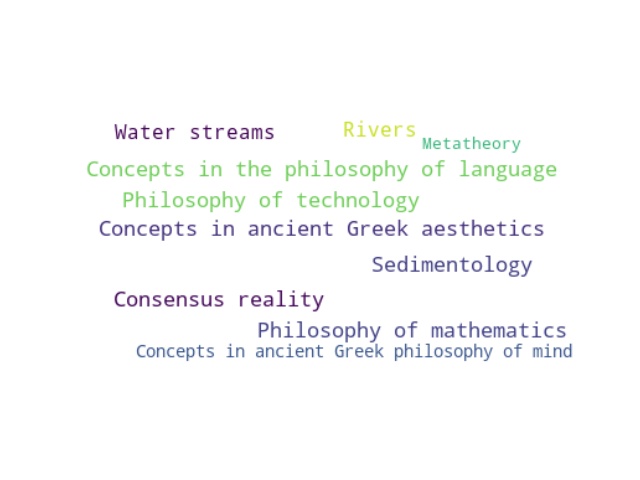 Water streams
Rivers
Metatheory
Concepts in the philosophy of language
Philosophy of technology
Concepts in ancient Greek aesthetics
Sedimentology
Consensus reality
Philosophy of mathematics
Concepts in ancient Greek philosophy of mind